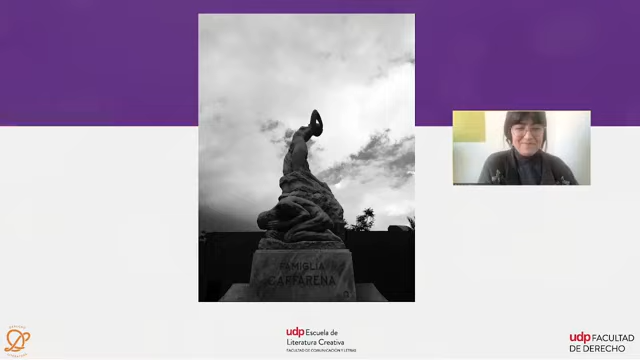 FAMIGLIA
CAFFARENA
udp Escuela de
Literatura Creativa
FACULTAD DE COMUNICACIÓN Y LETRAS
udp FACULTAD
DE DERECHO